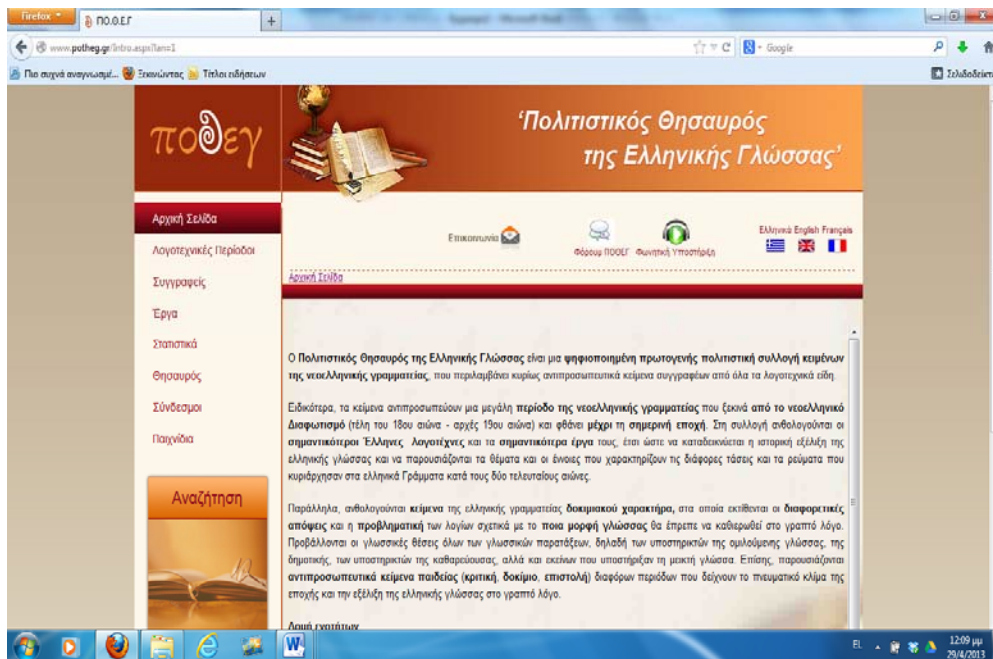 Firefox
ΠΟ.Θ.ΕΓ
www.potheg.gr/Intro.aspx?lan=1
Google
Πιο συχνά αναγνωσμέ...
Ξεκινώντας
Τίτλοι ειδήσεων
Σελιδοδείκτ
ποθεγ
‘Πολιτιστικός Θησαυρός
της Ελληνικής Γλώσσας’
Αρχική Σελίδα
Λογοτεχνικές Περίοδοι
Συγγραφείς
Έργα
Στατιστικά
Θησαυρός
Σύνδεσμοι
Παιχνίδια
Αναζήτηση
Επικοινωνία
Φόρουμ ΠΟΘΕΓ
Φωνητική Υποστήριξη
Ελληνικά English Français
Αρχική Σελίδα
Ο Πολιτιστικός Θησαυρός της Ελληνικής Γλώσσας είναι μια ψηφιοποιημένη πρωτογενής πολιτιστική συλλογή κειμένων
της νεοελληνικής γραμματείας, που περιλαμβάνει κυρίως αντιπροσωπευτικά κείμενα συγγραφέων από όλα τα λογοτεχνικά είδη.
Ειδικότερα, τα κείμενα αντιπροσωπεύουν μια μεγάλη περίοδο της νεοελληνικής γραμματείας που ξεκινά από το νεοελληνικό
Διαφωτισμό (τέλη του 18ου αιώνα - αρχές 19ου αιώνα) και φθάνει μέχρι τη σημερινή εποχή. Στη συλλογή ανθολογούνται οι
σημαντικότεροι Έλληνες λογοτέχνες και τα σημαντικότερα έργα τους, έτσι ώστε να καταδεικνύεται η ιστορική εξέλιξη της
ελληνικής γλώσσας και να παρουσιάζονται τα θέματα και οι έννοιες που χαρακτηρίζουν τις διάφορες τάσεις και τα ρεύματα που
κυριάρχησαν στα ελληνικά Γράμματα κατά τους δύο τελευταίους αιώνες.
Παράλληλα, ανθολογούνται κείμενα της ελληνικής γραμματείας δοκιμιακού χαρακτήρα, στα οποία εκτίθενται οι διαφορετικές
απόψεις και η προβληματική των λογίων σχετικά με το ποια μορφή γλώσσας θα έπρεπε να καθιερωθεί στο γραπτό λόγο.
Προβάλλονται οι γλωσσικές θέσεις όλων των γλωσσικών παρατάξεων, δηλαδή των υποστηρικτών της ομιλούμενης γλώσσας, της
δημοτικής, των υποστηρικτών της καθαρεύουσας, αλλά και εκείνων που υποστήριξαν τη μεικτή γλώσσα. Επίσης, παρουσιάζονται
αντιπροσωπευτικά κείμενα παιδείας (κριτική, δοκίμιο, επιστολή) διαφόρων περιόδων που δείχνουν το πνευματικό κλίμα της
εποχής και την εξέλιξη της ελληνικής γλώσσας στο γραπτό λόγο.
Δομή ενοτήτων
EL
12:09 μμ
29/4/2013